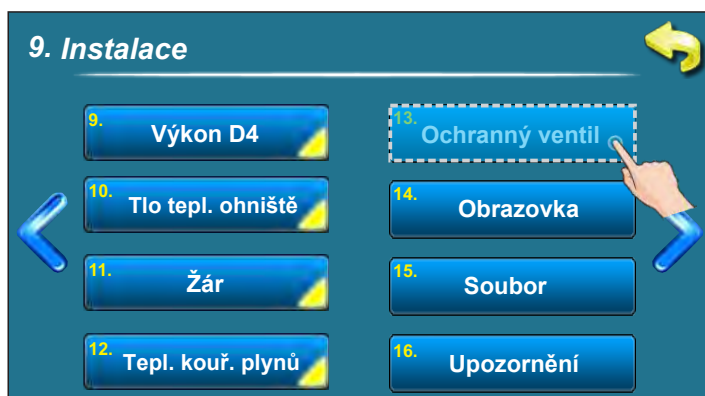 9. Instalace
9. Výkon D4
10. Tlo tepl. ohniště
11. Žár
12. Tepl. kouř. plynů
13. Ochranný ventil
14. Obrazovka
15. Soubor
16. Upozornění